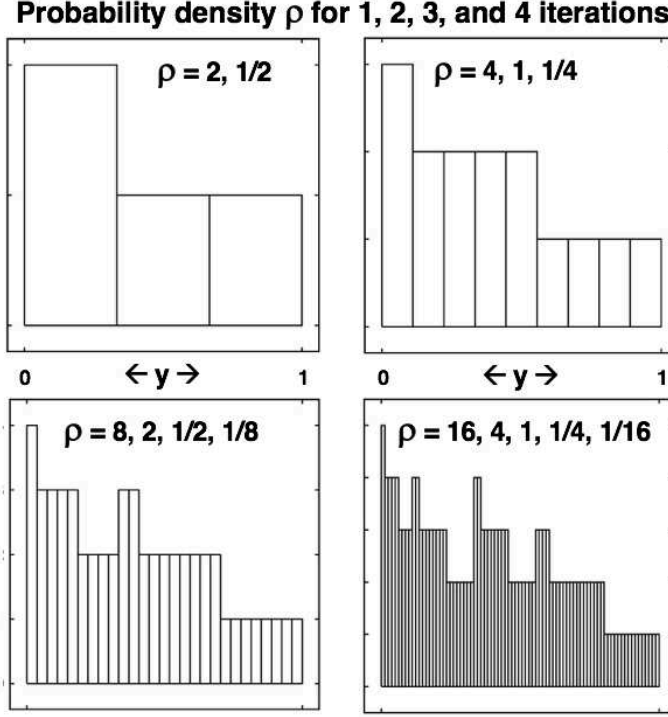 Probability density ρ for 1, 2, 3, and 4 iterations
ρ = 2, 1/2
ρ = 4, 1, 1/4
0 ← y → 1
0 ← y → 1
ρ = 8, 2, 1/2, 1/8
ρ = 16, 4, 1, 1/4, 1/16